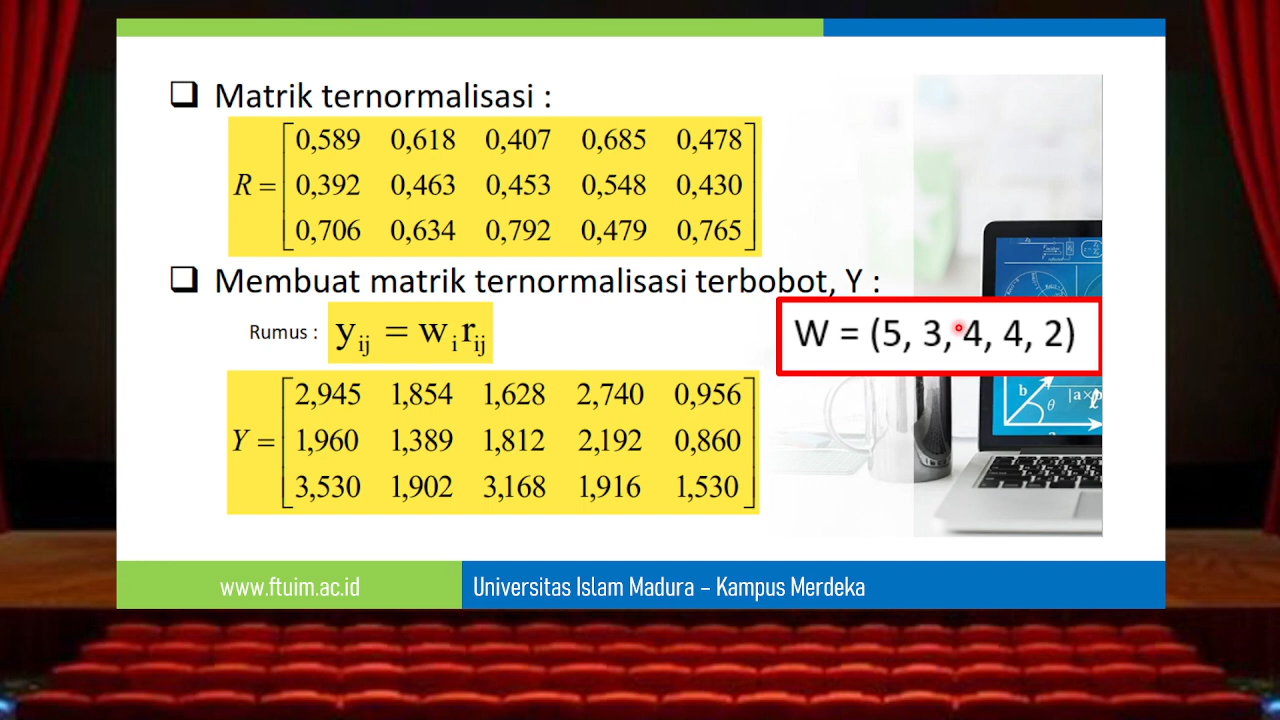 ❑ Matrik ternormalisasi :
R = [0,589 0,618 0,407 0,685 0,478
0,392 0,463 0,453 0,548 0,430
0,706 0,634 0,792 0,479 0,765]
❑ Membuat matrik ternormalisasi terbobot, Y :
Rumus : y_ij = w_i r_ij
W = (5, 3, 4, 4, 2)
Y = [2,945 1,854 1,628 2,740 0,956
1,960 1,389 1,812 2,192 0,860
3,530 1,902 3,168 1,916 1,530]
b
θ
www.ftuim.ac.id
Universitas Islam Madura – Kampus Merdeka